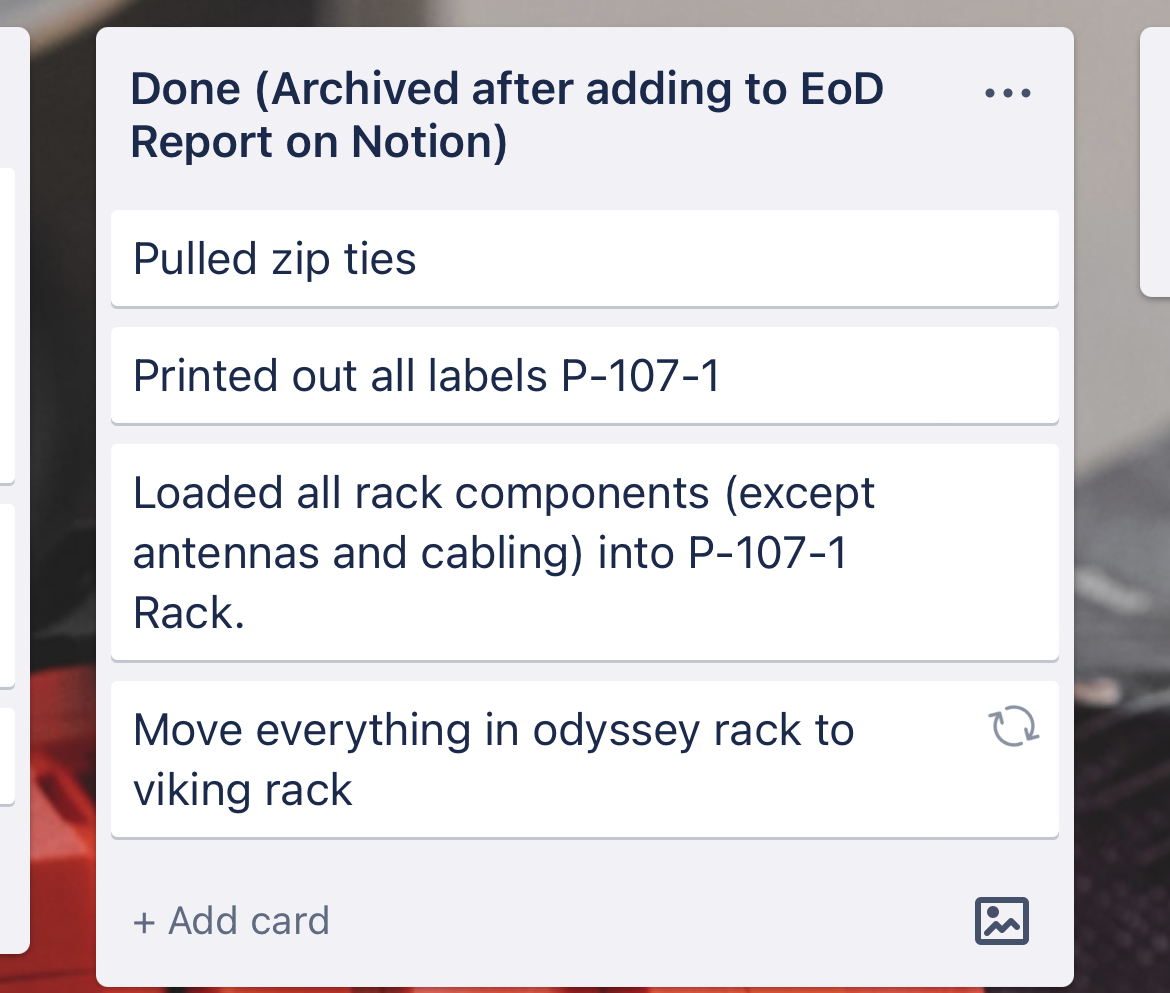 Done (Archived after adding to EoD
Report on Notion)
Pulled zip ties
Printed out all labels P-107-1
Loaded all rack components (except
antennas and cabling) into P-107-1
Rack.
Move everything in odyssey rack to
viking rack
+ Add card